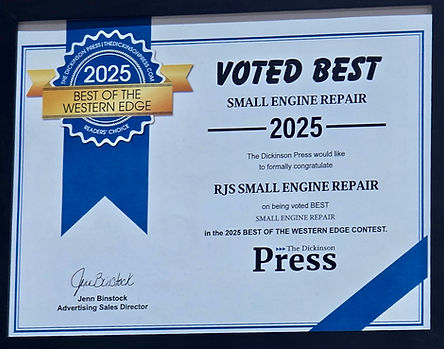 THE DICKINSON PRESS | THEDICKINSONPRESS.COM
2025
BEST OF THE
WESTERN EDGE
READERS' CHOICE
VOTED BEST
SMALL ENGINE REPAIR
2025
The Dickinson Press would like
to formally congratulate
RJS SMALL ENGINE REPAIR
on being voted BEST
SMALL ENGINE REPAIR
in the 2025 BEST OF THE WESTERN EDGE CONTEST.
The Dickinson
Press
Jenn Binstock
Jenn Binstock
Advertising Sales Director